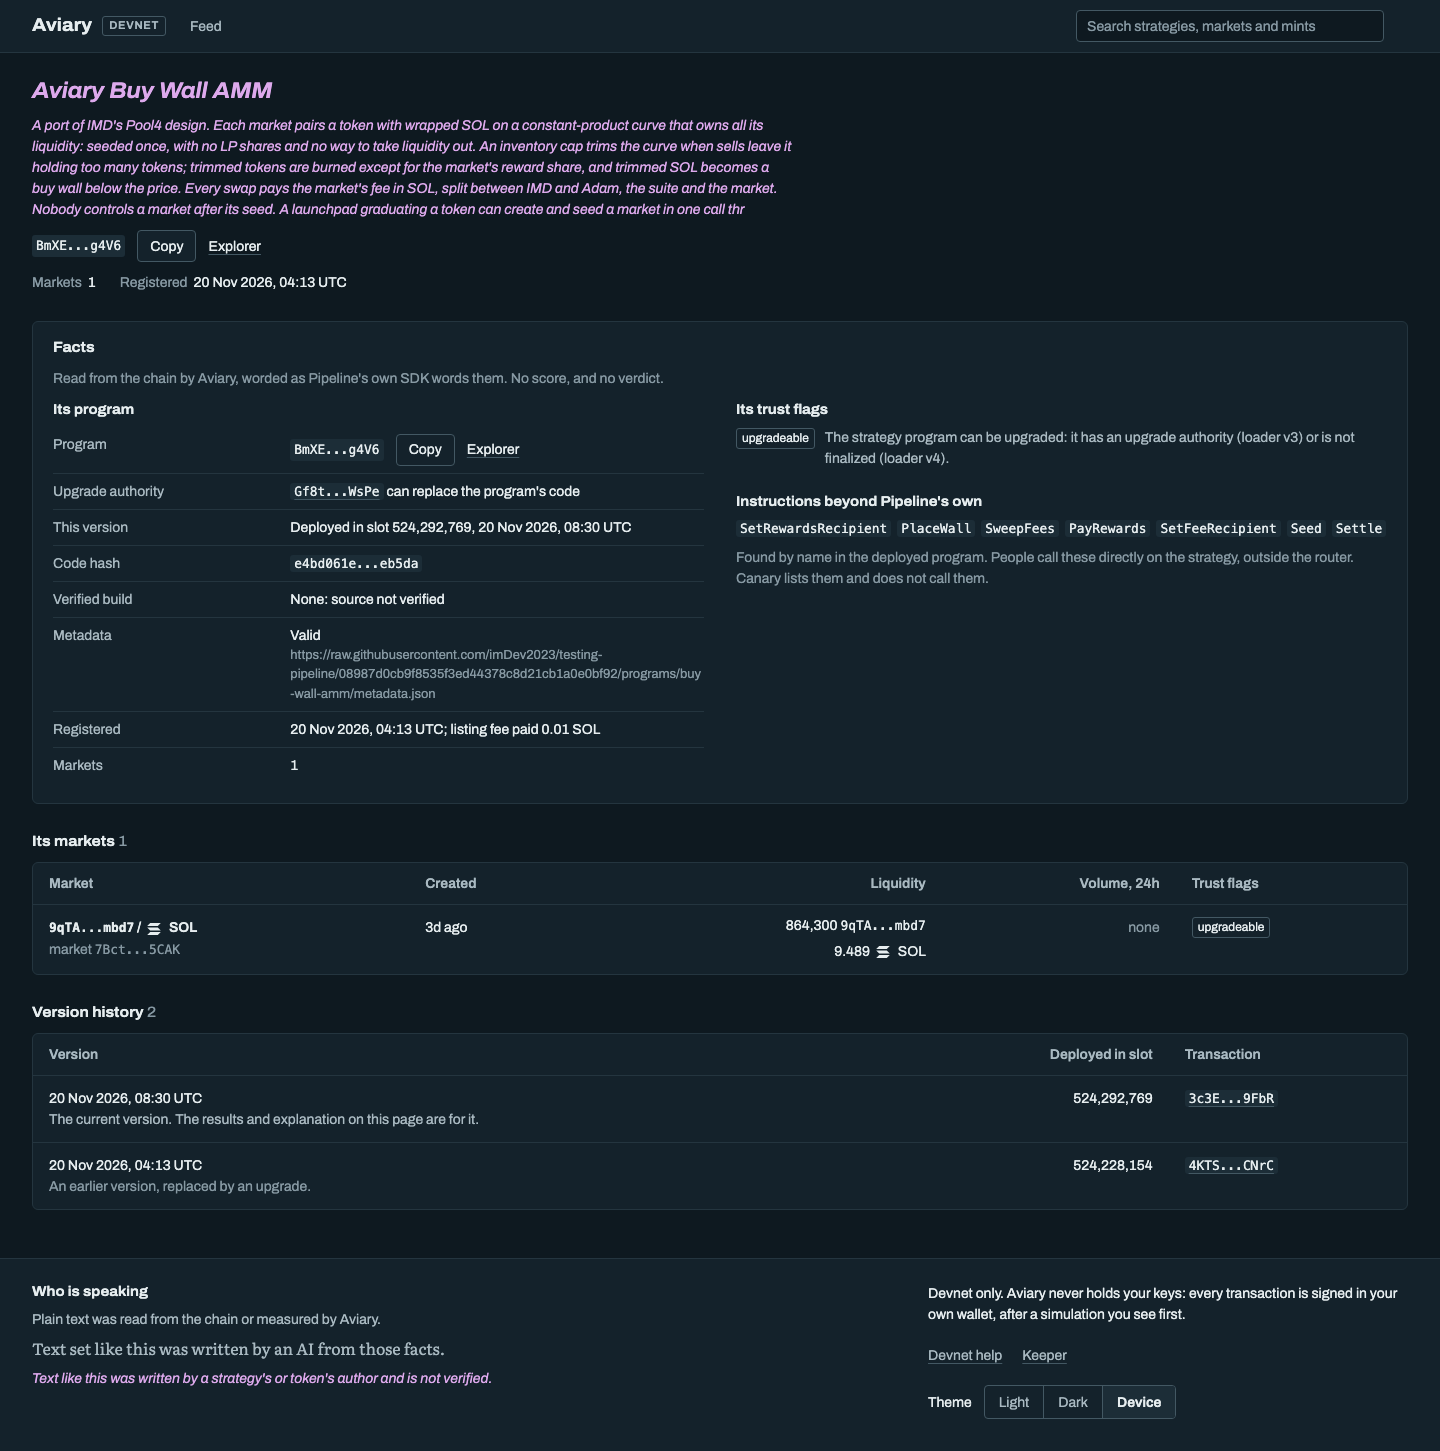 Aviary DEVNET Feed Search strategies, markets and mints
Aviary Buy Wall AMM
A port of IMD's Pool4 design. Each market pairs a token with wrapped SOL on a constant-product curve that owns all its
liquidity: seeded once, with no LP shares and no way to take liquidity out. An inventory cap trims the curve when sells leave it
holding too many tokens; trimmed tokens are burned except for the market's reward share, and trimmed SOL becomes a
buy wall below the price. Every swap pays the market's fee in SOL, split between IMD and Adam, the suite and the market.
Nobody controls a market after its seed. A launchpad graduating a token can create and seed a market in one call thr
BmXE...g4V6 Copy Explorer
Markets 1 Registered 20 Nov 2026, 04:13 UTC
Facts
Read from the chain by Aviary, worded as Pipeline's own SDK words them. No score, and no verdict.
Its program
Program BmXE...g4V6 Copy Explorer
Upgrade authority Gf8t...WsPe can replace the program's code
This version Deployed in slot 524,292,769, 20 Nov 2026, 08:30 UTC
Code hash e4bd061e...eb5da
Verified build None: source not verified
Metadata Valid
https://raw.githubusercontent.com/imDev2023/testing-
pipeline/08987d0cb9f8535f3ed44378c8d21cb1a0e0bf92/programs/buy
-wall-amm/metadata.json
Registered 20 Nov 2026, 04:13 UTC; listing fee paid 0.01 SOL
Markets 1
Its trust flags
upgradeable The strategy program can be upgraded: it has an upgrade authority (loader v3) or is not
finalized (loader v4).
Instructions beyond Pipeline's own
SetRewardsRecipient PlaceWall SweepFees PayRewards SetFeeRecipient Seed Settle
Found by name in the deployed program. People call these directly on the strategy, outside the router.
Canary lists them and does not call them.
Its markets 1
Market Created Liquidity Volume, 24h Trust flags
9qTA...mbd7 / SOL 3d ago 864,300 9qTA...mbd7 none upgradeable
market 7Bct...5CAK 9.489 SOL
Version history 2
Version Deployed in slot Transaction
20 Nov 2026, 08:30 UTC 524,292,769 3c3E...9FbR
The current version. The results and explanation on this page are for it.
20 Nov 2026, 04:13 UTC 524,228,154 4KTS...CNrC
An earlier version, replaced by an upgrade.
Who is speaking
Plain text was read from the chain or measured by Aviary.
Text set like this was written by an AI from those facts.
Text like this was written by a strategy's or token's author and is not verified.
Devnet only. Aviary never holds your keys: every transaction is signed in your
own wallet, after a simulation you see first.
Devnet help Keeper
Theme Light Dark Device